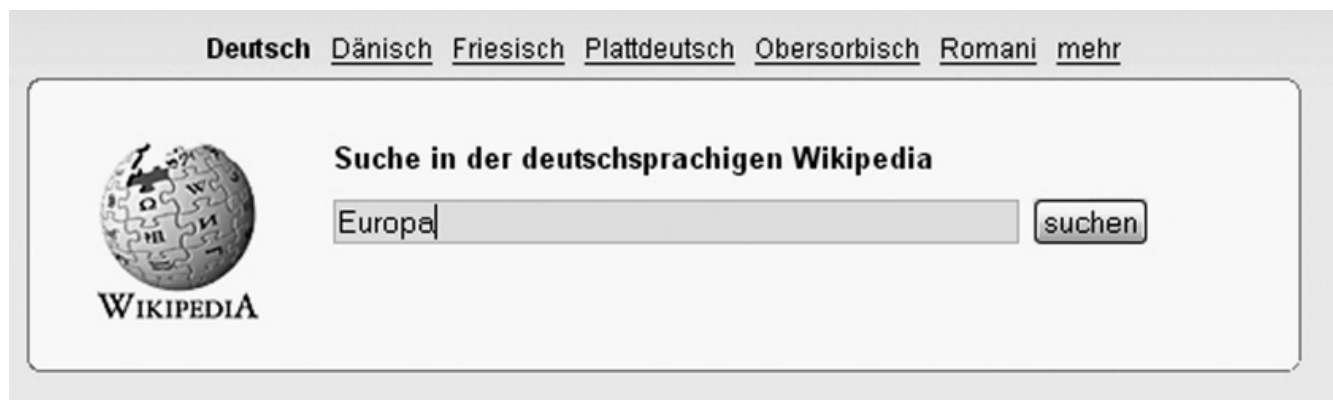 Deutsch Dänisch Friesisch Plattdeutsch Obersorbisch Romani mehr
Suche in der deutschsprachigen Wikipedia
Europa suchen
WIKIPEDIA